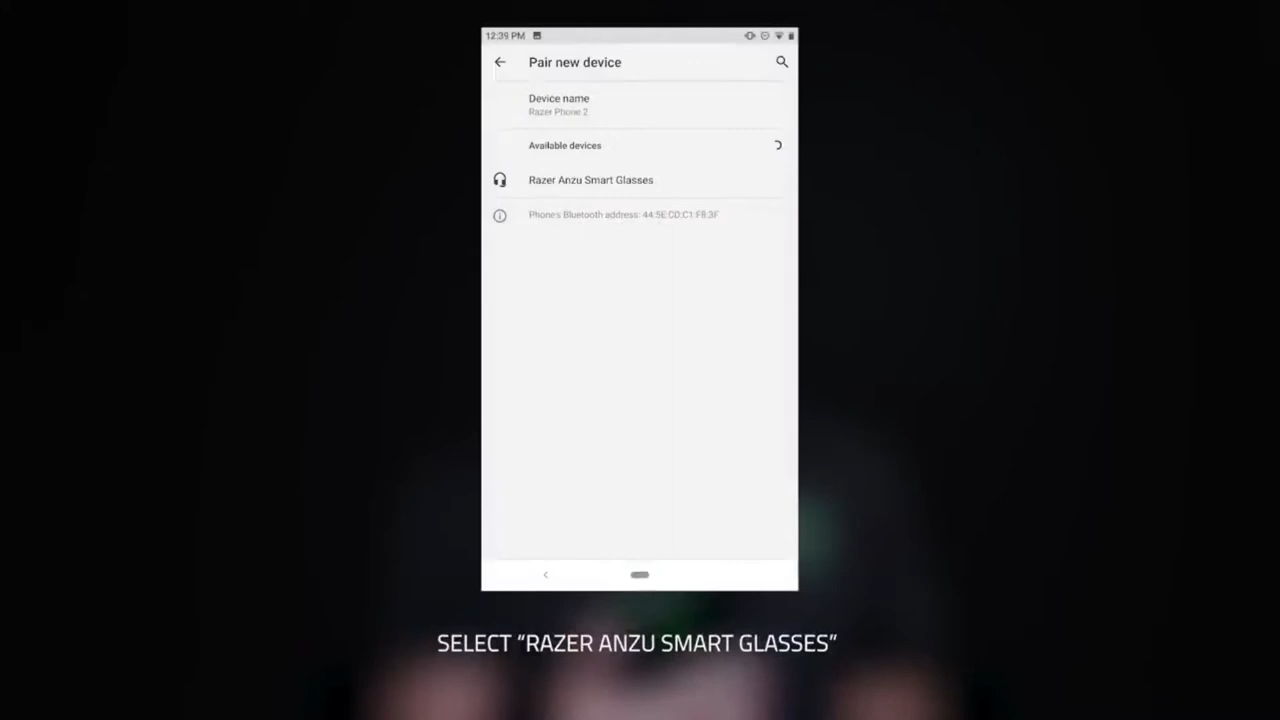 12:39 PM
Pair new device
Device name
Razer Phone 2
Available devices
Razer Anzu Smart Glasses
Phone's Bluetooth address: 44:5E:CD:C1:F8:3F
SELECT “RAZER ANZU SMART GLASSES”